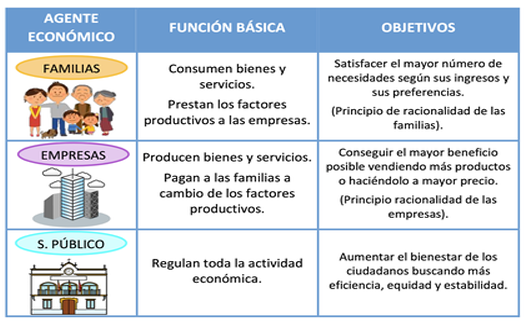 AGENTE
ECONÓMICO
FUNCIÓN BÁSICA
OBJETIVOS
FAMILIAS
Consumen bienes y
servicios.
Prestan los factores
productivos a las empresas.
Satisfacer el mayor número de
necesidades según sus ingresos y
sus preferencias.
(Principio de racionalidad de las
familias).
EMPRESAS
Producen bienes y servicios.
Pagan a las familias a
cambio de los factores
productivos.
Conseguir el mayor beneficio
posible vendiendo más productos
o haciéndolo a mayor precio.
(Principio racionalidad de las
empresas).
S. PÚBLICO
Regulan toda la actividad
económica.
Aumentar el bienestar de los
ciudadanos buscando más
eficiencia, equidad y estabilidad.